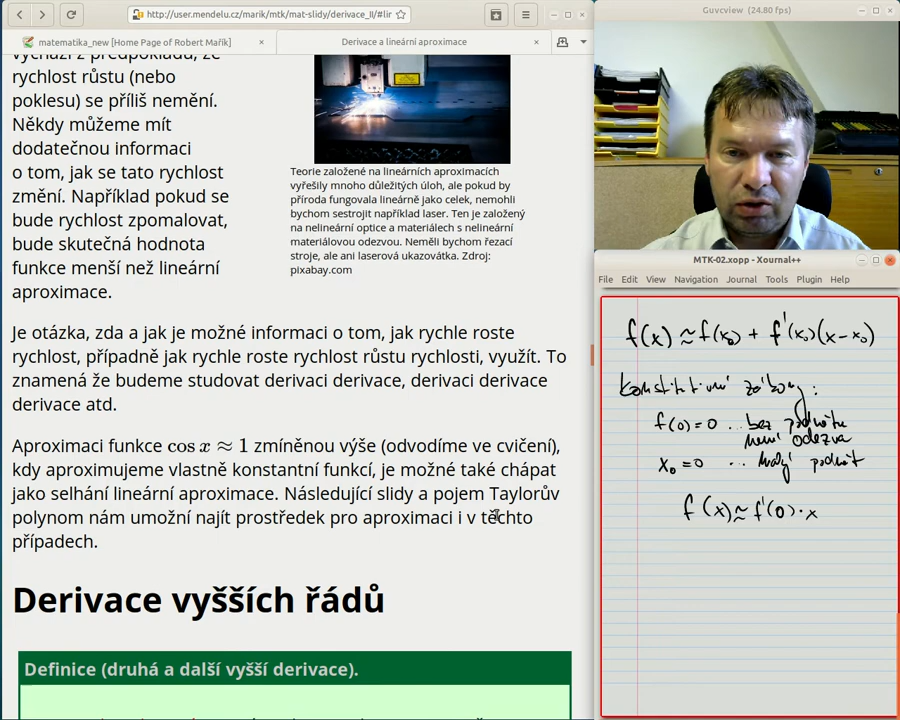 http://user.mendelu.cz/marik/mtk/mat-slidy/derivace_II/#lir
matematika_new [Home Page of Robert Mařík]
Derivace a lineární aproximace
vychází z předpokladu, že
rychlost růstu (nebo
poklesu) se příliš nemění.
Někdy můžeme mít
dodatečnou informaci
o tom, jak se tato rychlost
změní. Například pokud se
bude rychlost zpomalovat,
bude skutečná hodnota
funkce menší než lineární
aproximace.
Teorie založené na lineárních aproximacích
vyřešily mnoho důležitých úloh, ale pokud by
příroda fungovala lineárně jako celek, nemohli
bychom sestrojit například laser. Ten je založený
na nelineární optice a materiálech s nelineární
materiálovou odezvou. Neměli bychom řezací
stroje, ale ani laserová ukazovátka. Zdroj:
pixabay.com
Je otázka, zda a jak je možné informaci o tom, jak rychle roste
rychlost, případně jak rychle roste rychlost růstu rychlosti, využít. To
znamená že budeme studovat derivaci derivace, derivaci derivace
derivace atd.
Aproximaci funkce cos x ≈ 1 zmíněnou výše (odvodíme ve cvičení),
kdy aproximujeme vlastně konstantní funkcí, je možné také chápat
jako selhání lineární aproximace. Následující slidy a pojem Taylorův
polynom nám umožní najít prostředek pro aproximaci i v těchto
případech.
Derivace vyšších řádů
Definice (druhá a další vyšší derivace).
Guvcview (24.80 fps)
MTK-02.xopp - Xournal++
File Edit View Navigation Journal Tools Plugin Help
f(x) ≈ f(x₀) + f'(x₀)(x-x₀)
Konstitutivní zákony:
f(0)=0 ... bez podnětu
není odezva
x₀=0 ... malý podnět
f(x) ≈ f'(0)·x